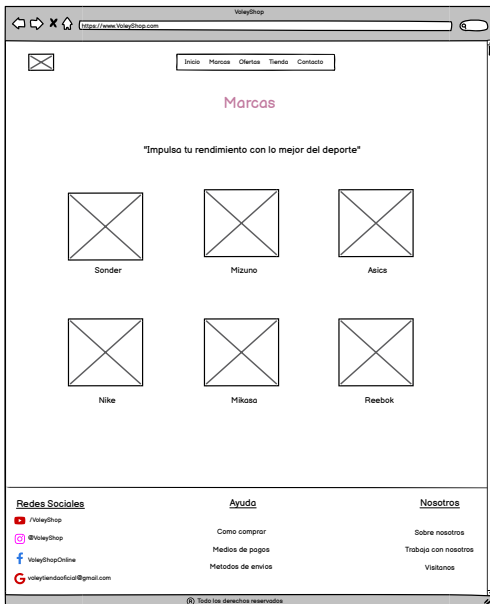 VoleyShop
https://www.VoleyShop.com
Inicio Marcas Ofertas Tienda Contacto
Marcas
"Impulsa tu rendimiento con lo mejor del deporte"
Sonder Mizuno Asics
Nike Mikasa Reebok
Redes Sociales
/VoleyShop
@VoleyShop
VoleyShopOnline
voleytiendaoficial@gmail.com
Ayuda
Como comprar
Medios de pagos
Metodos de envios
Nosotros
Sobre nosotros
Trabaja con nosotros
Visitanos
® Todo los derechos reservados